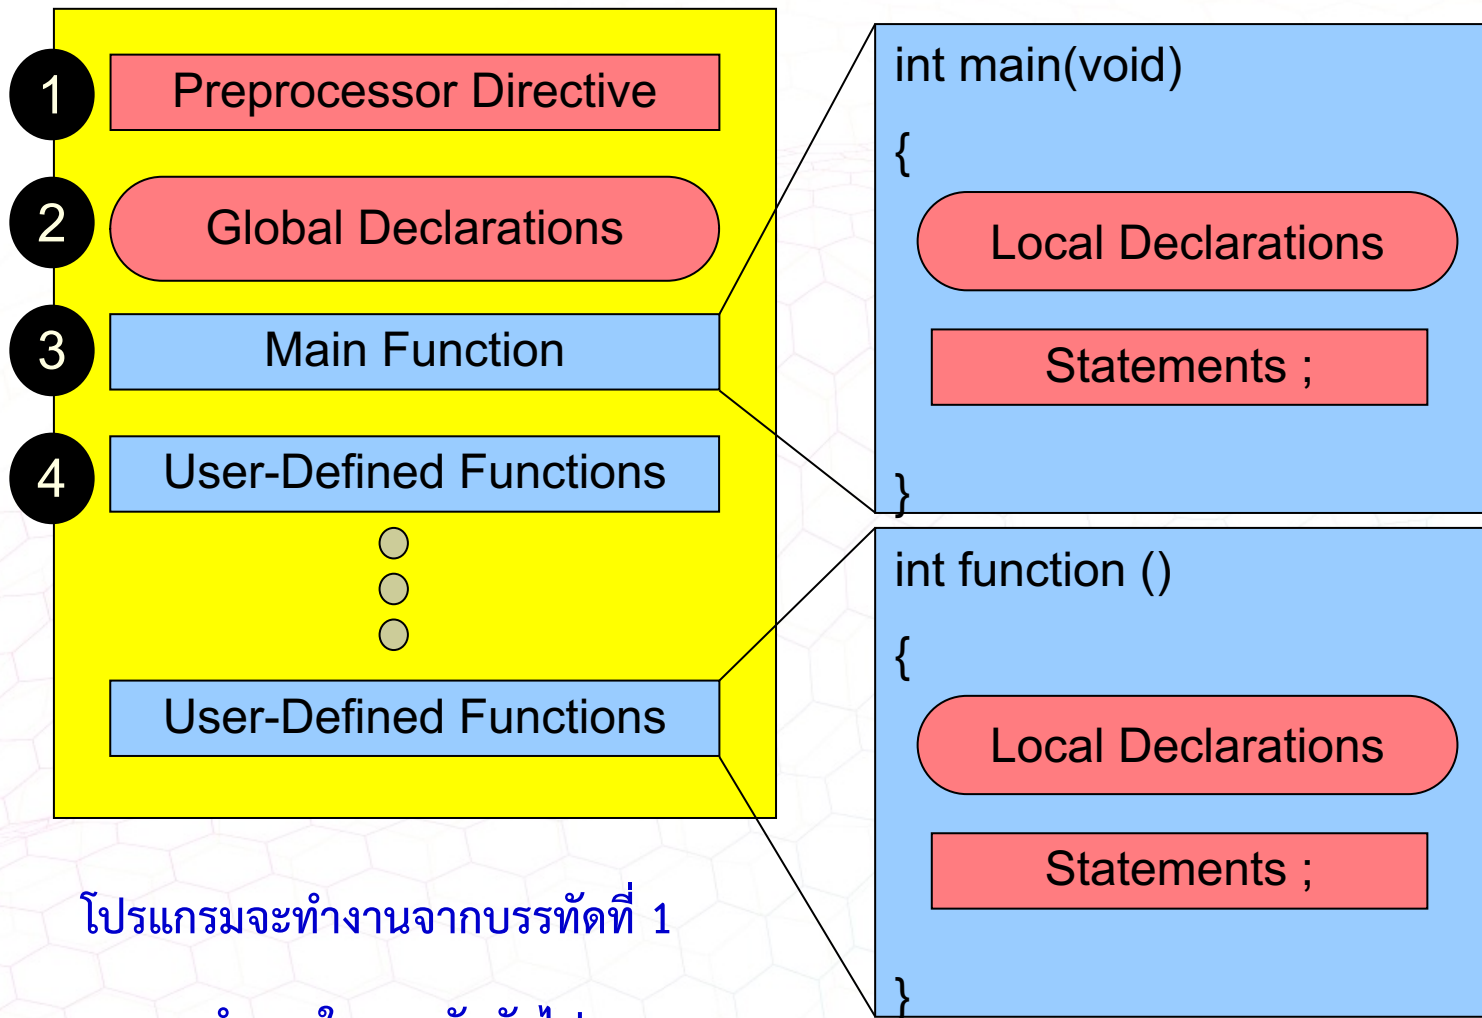 1
Preprocessor Directive
2
Global Declarations
3
Main Function
4
User-Defined Functions
User-Defined Functions
int main(void)
{
Local Declarations
Statements ;
}
int function ()
{
Local Declarations
Statements ;
}
โปรแกรมจะทำงานจากบรรทัดที่ 1